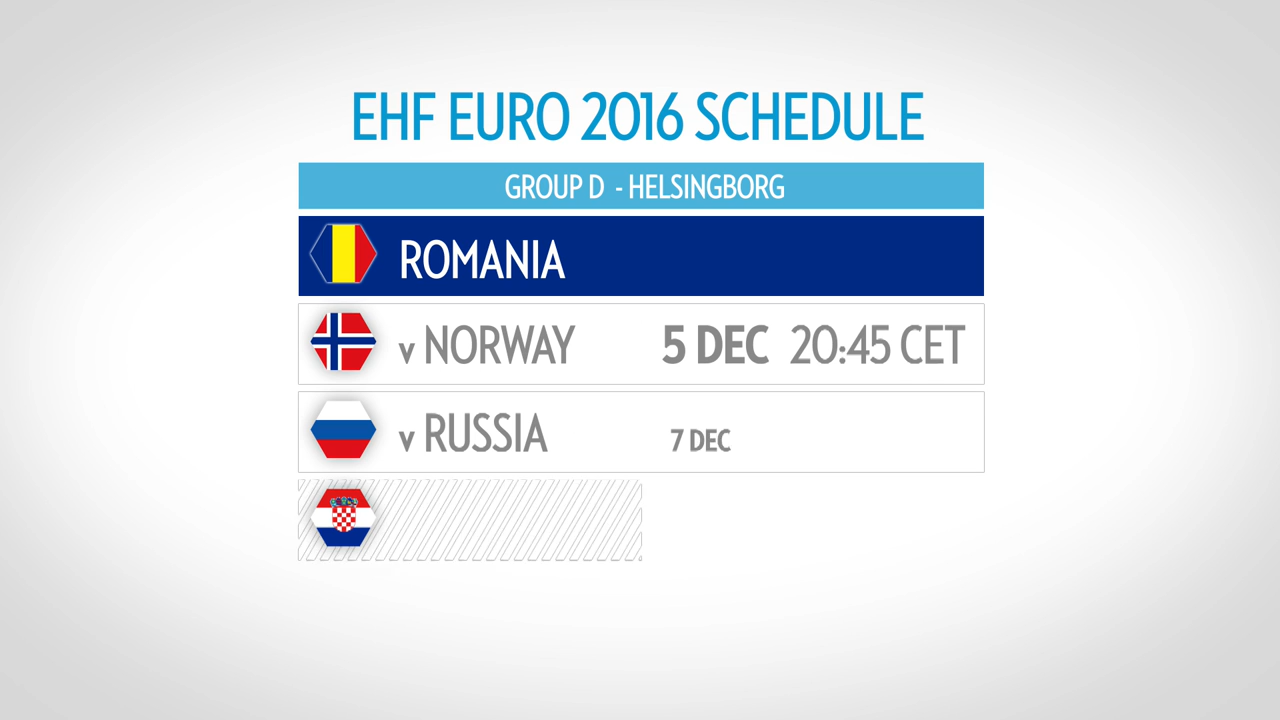 EHF EURO 2016 SCHEDULE
GROUP D - HELSINGBORG
ROMANIA
v NORWAY 5 DEC 20:45 CET
v RUSSIA 7 DEC